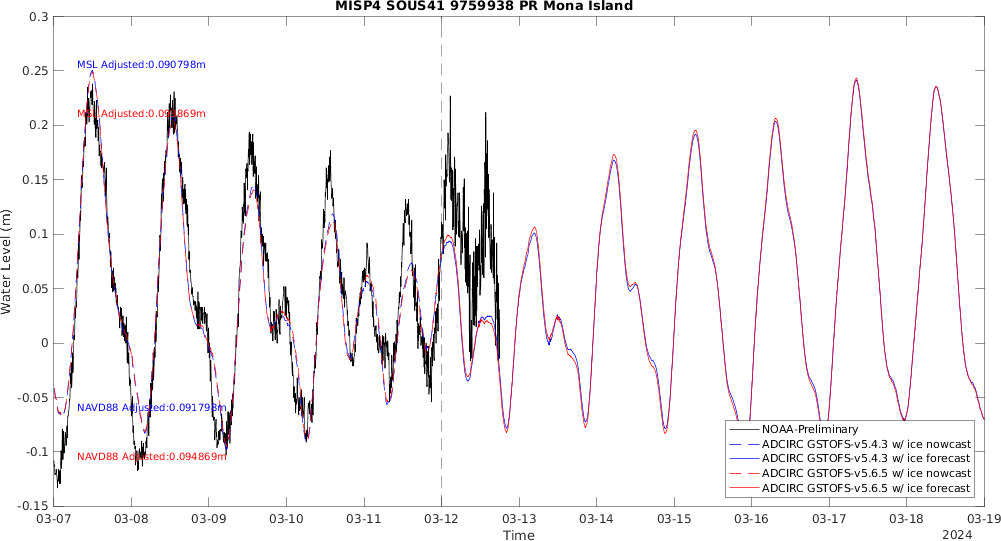 MISP4 SOUS41 9759938 PR Mona Island
0.3
0.25
0.2
0.15
0.1
0.05
0
-0.05
-0.1
-0.15
Water Level (m)
MSL Adjusted:0.090798m
MSL Adjusted:
NAVD88 Adjusted:0.091798m
NAVD88 Adjusted:0.094869m
NOAA-Preliminary
ADCIRC GSTOFS-v5.4.3 w/ ice nowcast
ADCIRC GSTOFS-v5.4.3 w/ ice forecast
ADCIRC GSTOFS-v5.6.5 w/ ice nowcast
ADCIRC GSTOFS-v5.6.5 w/ ice forecast
03-07 03-08 03-09 03-10 03-11 03-12 03-13 03-14 03-15 03-16 03-17 03-18 03-19
Time
2024